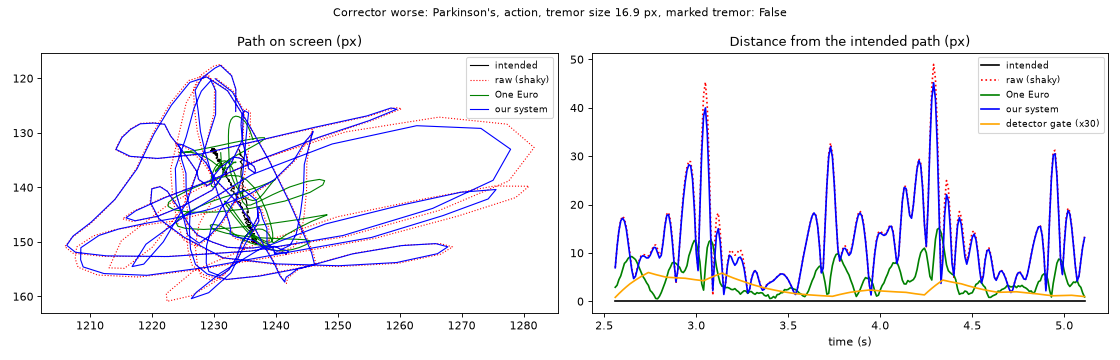 Corrector worse: Parkinson's, action, tremor size 16.9 px, marked tremor: False
Path on screen (px)
intended
raw (shaky)
One Euro
our system
120
130
140
150
160
1210
1220
1230
1240
1250
1260
1270
1280
Distance from the intended path (px)
intended
raw (shaky)
One Euro
our system
detector gate (x30)
50
40
30
20
10
0
2.5
3.0
3.5
4.0
4.5
5.0
time (s)